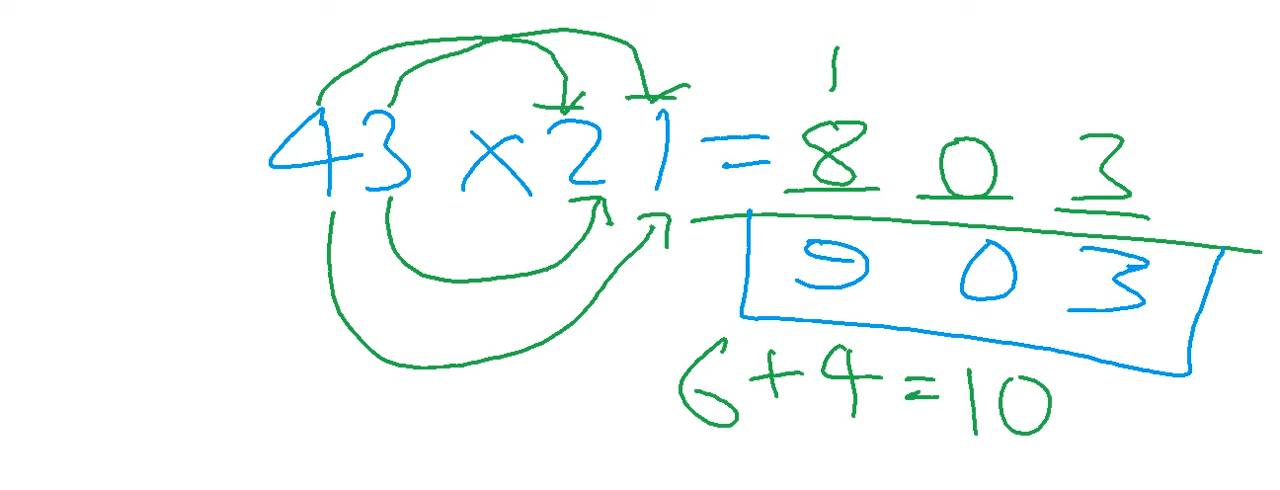 1
43 × 21 = 8 0 3
9 0 3
6 + 4 = 10